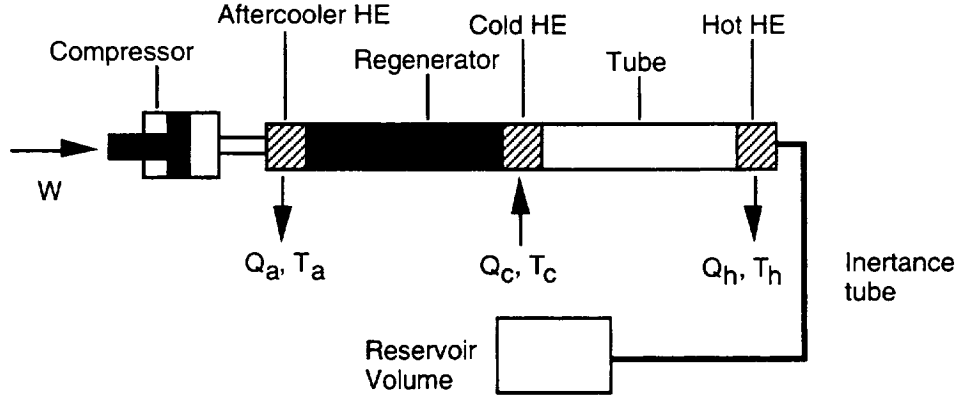 Aftercooler HE
Cold HE
Hot HE
Compressor
Regenerator
Tube
W
Qa, Ta
Qc, Tc
Qh, Th
Inertance
tube
Reservoir
Volume